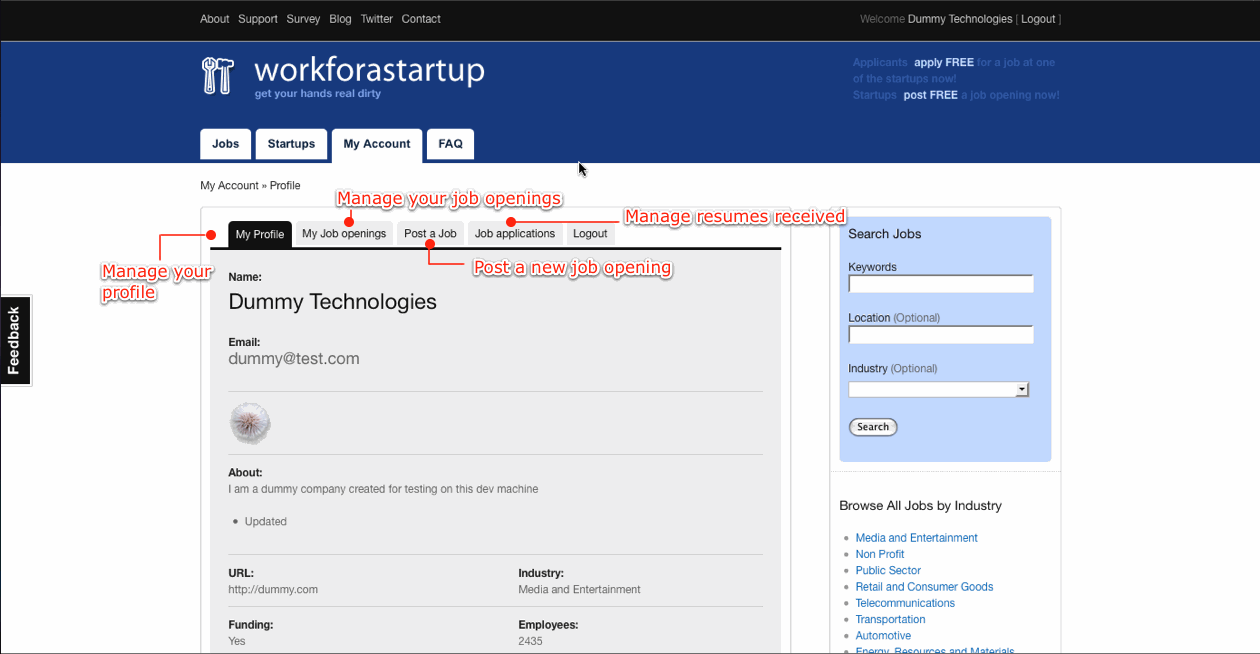 About Support Survey Blog Twitter Contact
Welcome Dummy Technologies [ Logout ]
workforastartup
get your hands real dirty
Applicants apply FREE for a job at one
of the startups now!
Startups post FREE a job opening now!
Jobs Startups My Account FAQ
My Account » Profile
Manage your job openings
Manage resumes received
My Profile My Job openings Post a Job Job applications Logout
Manage your
profile
Post a new job opening
Feedback
Name:
Dummy Technologies
Email:
dummy@test.com
About:
I am a dummy company created for testing on this dev machine
• Updated
URL:
http://dummy.com
Industry:
Media and Entertainment
Funding:
Yes
Employees:
2435
Search Jobs
Keywords
Location (Optional)
Industry (Optional)
Search
Browse All Jobs by Industry
• Media and Entertainment
• Non Profit
• Public Sector
• Retail and Consumer Goods
• Telecommunications
• Transportation
• Automotive
• Energy, Resources and Materials